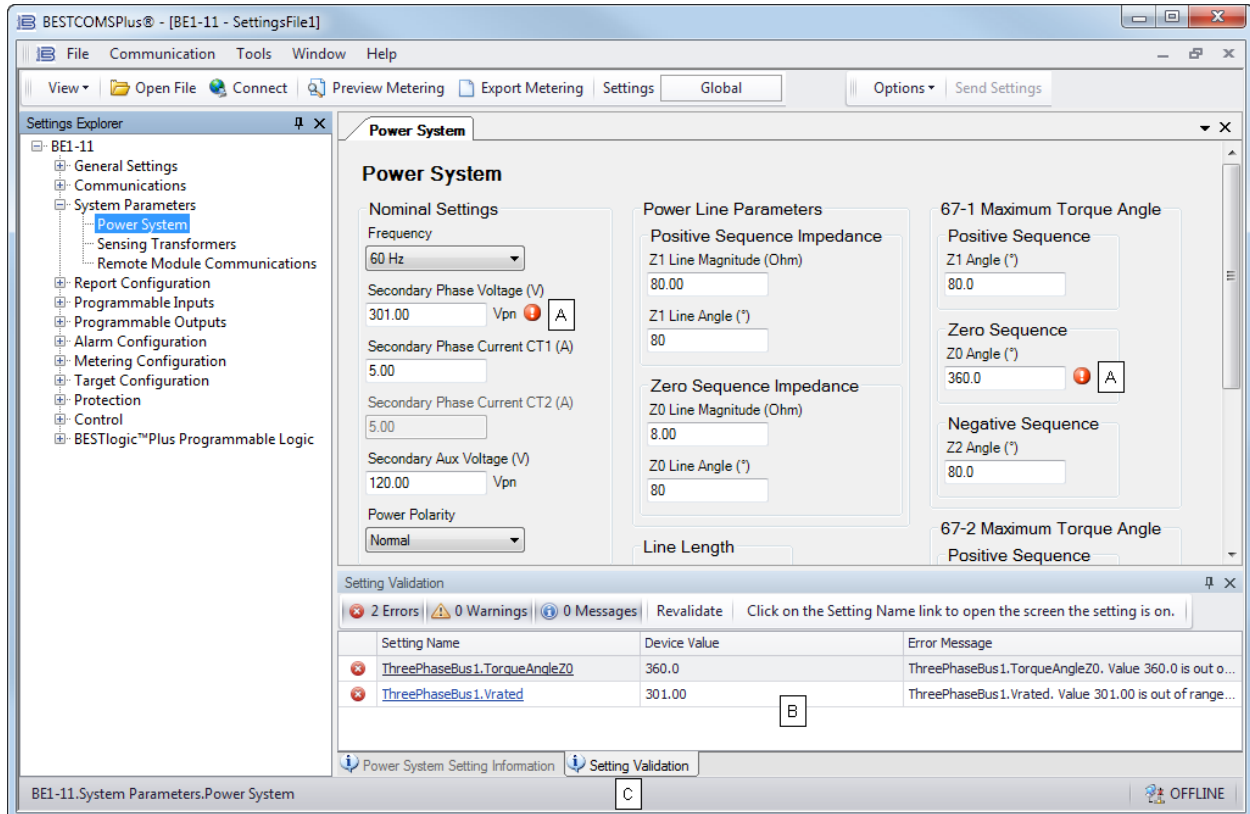 BESTCOMSPlus® - [BE1-11 - SettingsFile1]
File Communication Tools Window Help
View Open File Connect Preview Metering Export Metering Settings Global Options Send Settings
Settings Explorer
BE1-11
General Settings
Communications
System Parameters
Power System
Sensing Transformers
Remote Module Communications
Report Configuration
Programmable Inputs
Programmable Outputs
Alarm Configuration
Metering Configuration
Target Configuration
Protection
Control
BESTlogic™Plus Programmable Logic
Power System
Power System
Nominal Settings
Frequency
60 Hz
Secondary Phase Voltage (V)
301.00 Vpn A
Secondary Phase Current CT1 (A)
5.00
Secondary Phase Current CT2 (A)
5.00
Secondary Aux Voltage (V)
120.00 Vpn
Power Polarity
Normal
Power Line Parameters
Positive Sequence Impedance
Z1 Line Magnitude (Ohm)
80.00
Z1 Line Angle (°)
80
Zero Sequence Impedance
Z0 Line Magnitude (Ohm)
8.00
Z0 Line Angle (°)
80
Line Length
67-1 Maximum Torque Angle
Positive Sequence
Z1 Angle (°)
80.0
Zero Sequence
Z0 Angle (°)
360.0 A
Negative Sequence
Z2 Angle (°)
80.0
67-2 Maximum Torque Angle
Positive Sequence
Setting Validation
2 Errors 0 Warnings 0 Messages Revalidate Click on the Setting Name link to open the screen the setting is on.
Setting Name Device Value Error Message
ThreePhaseBus1.TorqueAngleZ0 360.0 ThreePhaseBus1.TorqueAngleZ0. Value 360.0 is out o...
ThreePhaseBus1.Vrated 301.00 ThreePhaseBus1.Vrated. Value 301.00 is out of range...
B
Power System Setting Information Setting Validation
BE1-11.System Parameters.Power System C OFFLINE